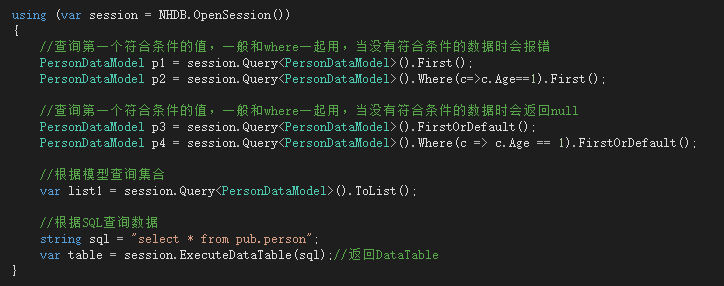 using (var session = NHDB.OpenSession())
{
//查询第一个符合条件的值，一般和where一起用，当没有符合条件的数据时会报错
PersonDataModel p1 = session.Query<PersonDataModel>().First();
PersonDataModel p2 = session.Query<PersonDataModel>().Where(c=>c.Age==1).First();
//查询第一个符合条件的值，一般和where一起用，当没有符合条件的数据时会返回null
PersonDataModel p3 = session.Query<PersonDataModel>().FirstOrDefault();
PersonDataModel p4 = session.Query<PersonDataModel>().Where(c => c.Age == 1).FirstOrDefault();
//根据模型查询集合
var list1 = session.Query<PersonDataModel>().ToList();
//根据SQL查询数据
string sql = "select * from pub.person";
var table = session.ExecuteDataTable(sql);//返回DataTable
}